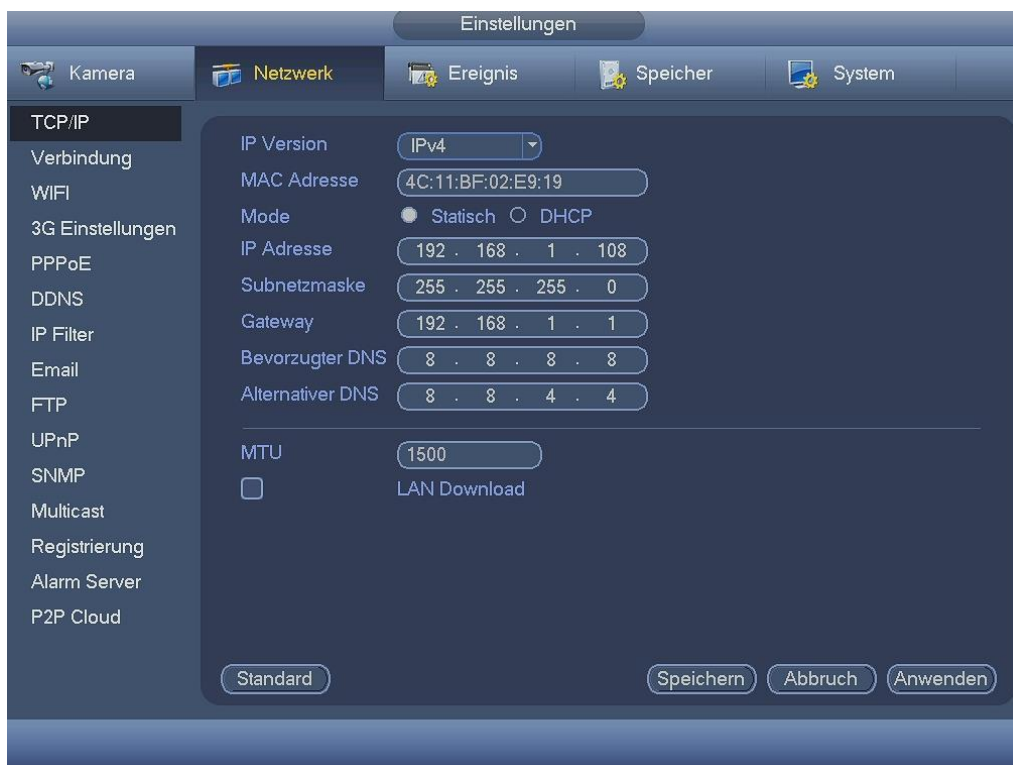 Einstellungen
Kamera Netzwerk Ereignis Speicher System
TCP/IP
Verbindung
WIFI
3G Einstellungen
PPPoE
DDNS
IP Filter
Email
FTP
UPnP
SNMP
Multicast
Registrierung
Alarm Server
P2P Cloud
IP Version IPv4
MAC Adresse 4C:11:BF:02:E9:19
Mode Statisch DHCP
IP Adresse 192 . 168 . 1 . 108
Subnetzmaske 255 . 255 . 255 . 0
Gateway 192 . 168 . 1 . 1
Bevorzugter DNS 8 . 8 . 8 . 8
Alternativer DNS 8 . 8 . 4 . 4
MTU 1500
LAN Download
Standard Speichern Abbruch Anwenden